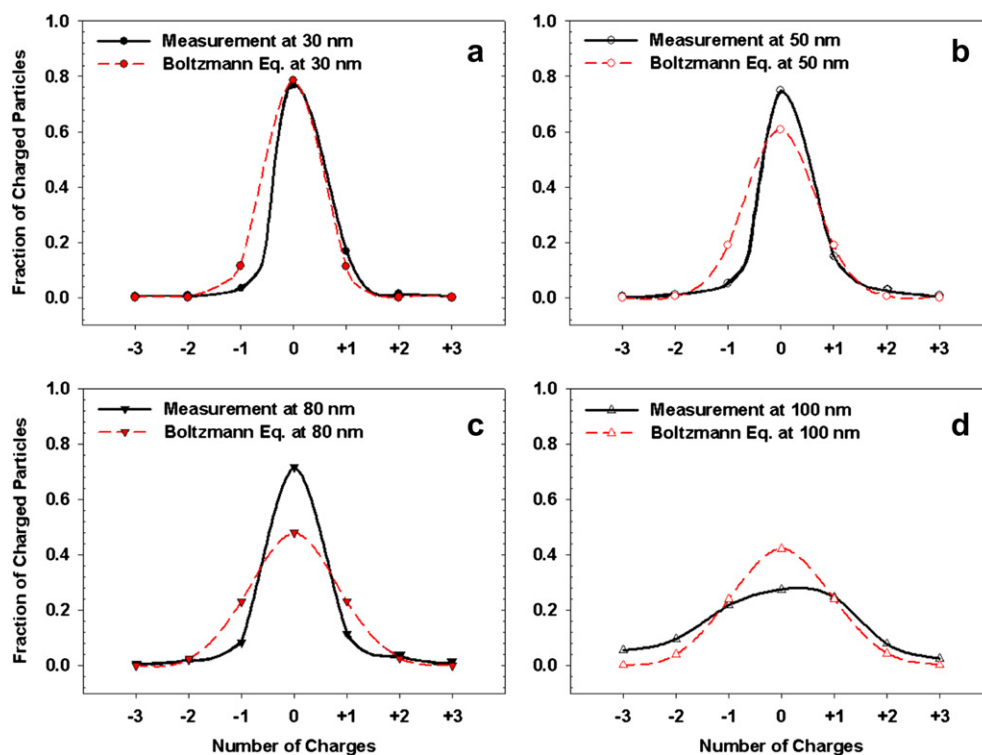 a
Measurement at 30 nm
Boltzmann Eq. at 30 nm
Fraction of Charged Particles
1.0
0.8
0.6
0.4
0.2
0.0
-3 -2 -1 0 +1 +2 +3
b
Measurement at 50 nm
Boltzmann Eq. at 50 nm
1.0
0.8
0.6
0.4
0.2
0.0
-3 -2 -1 0 +1 +2 +3
c
Measurement at 80 nm
Boltzmann Eq. at 80 nm
Fraction of Charged Particles
1.0
0.8
0.6
0.4
0.2
0.0
-3 -2 -1 0 +1 +2 +3
Number of Charges
d
Measurement at 100 nm
Boltzmann Eq. at 100 nm
1.0
0.8
0.6
0.4
0.2
0.0
-3 -2 -1 0 +1 +2 +3
Number of Charges